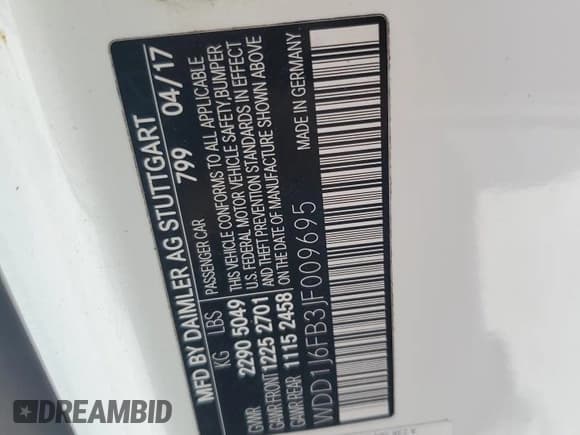 MFD BY DAIMLER AG STUTTGART
799 04/17
KG LBS PASSENGER CAR
GVWR 2290 5049 THIS VEHICLE CONFORMS TO ALL APPLICABLE
GAWR FRONT 1225 2701 U.S. FEDERAL MOTOR VEHICLE SAFETY,BUMPER
GAWR REAR 1115 2458 AND THEFT PREVENTION STANDARDS IN EFFECT
ON THE DATE OF MANUFACTURE SHOWN ABOVE
WDD1J6FB3JF009695 MADE IN GERMANY
DREAMBID